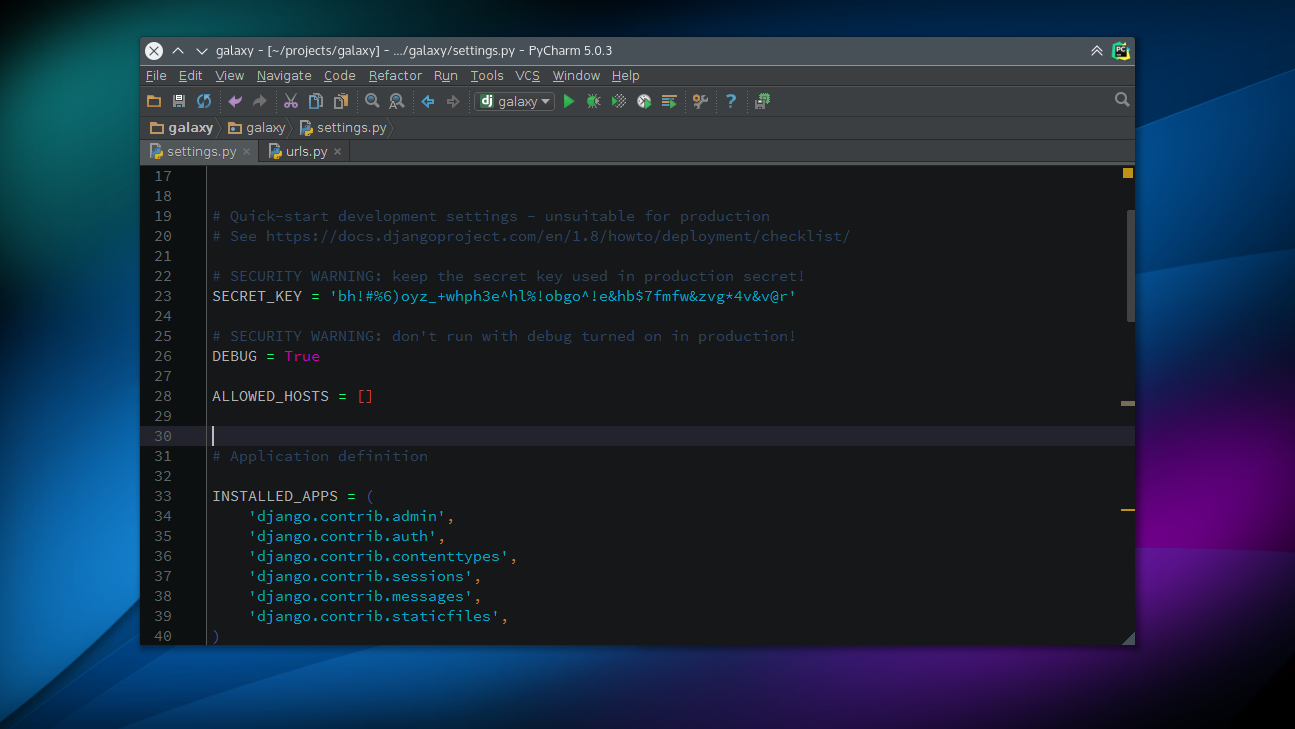 galaxy - [~/projects/galaxy] - .../galaxy/settings.py - PyCharm 5.0.3
PC
File Edit View Navigate Code Refactor Run Tools VCS Window Help
dj galaxy ?
galaxy galaxy settings.py
settings.py × urls.py ×
17
18
19 # Quick-start development settings - unsuitable for production
20 # See https://docs.djangoproject.com/en/1.8/howto/deployment/checklist/
21
22 # SECURITY WARNING: keep the secret key used in production secret!
23 SECRET_KEY = 'bh!#%6)oyz_+whph3e^hl%!obgo^!e&hb$7fmfw&zvg*4v&v@r'
24
25 # SECURITY WARNING: don't run with debug turned on in production!
26 DEBUG = True
27
28 ALLOWED_HOSTS = []
29
30
31 # Application definition
32
33 INSTALLED_APPS = (
34     'django.contrib.admin',
35     'django.contrib.auth',
36     'django.contrib.contenttypes',
37     'django.contrib.sessions',
38     'django.contrib.messages',
39     'django.contrib.staticfiles',
40 )